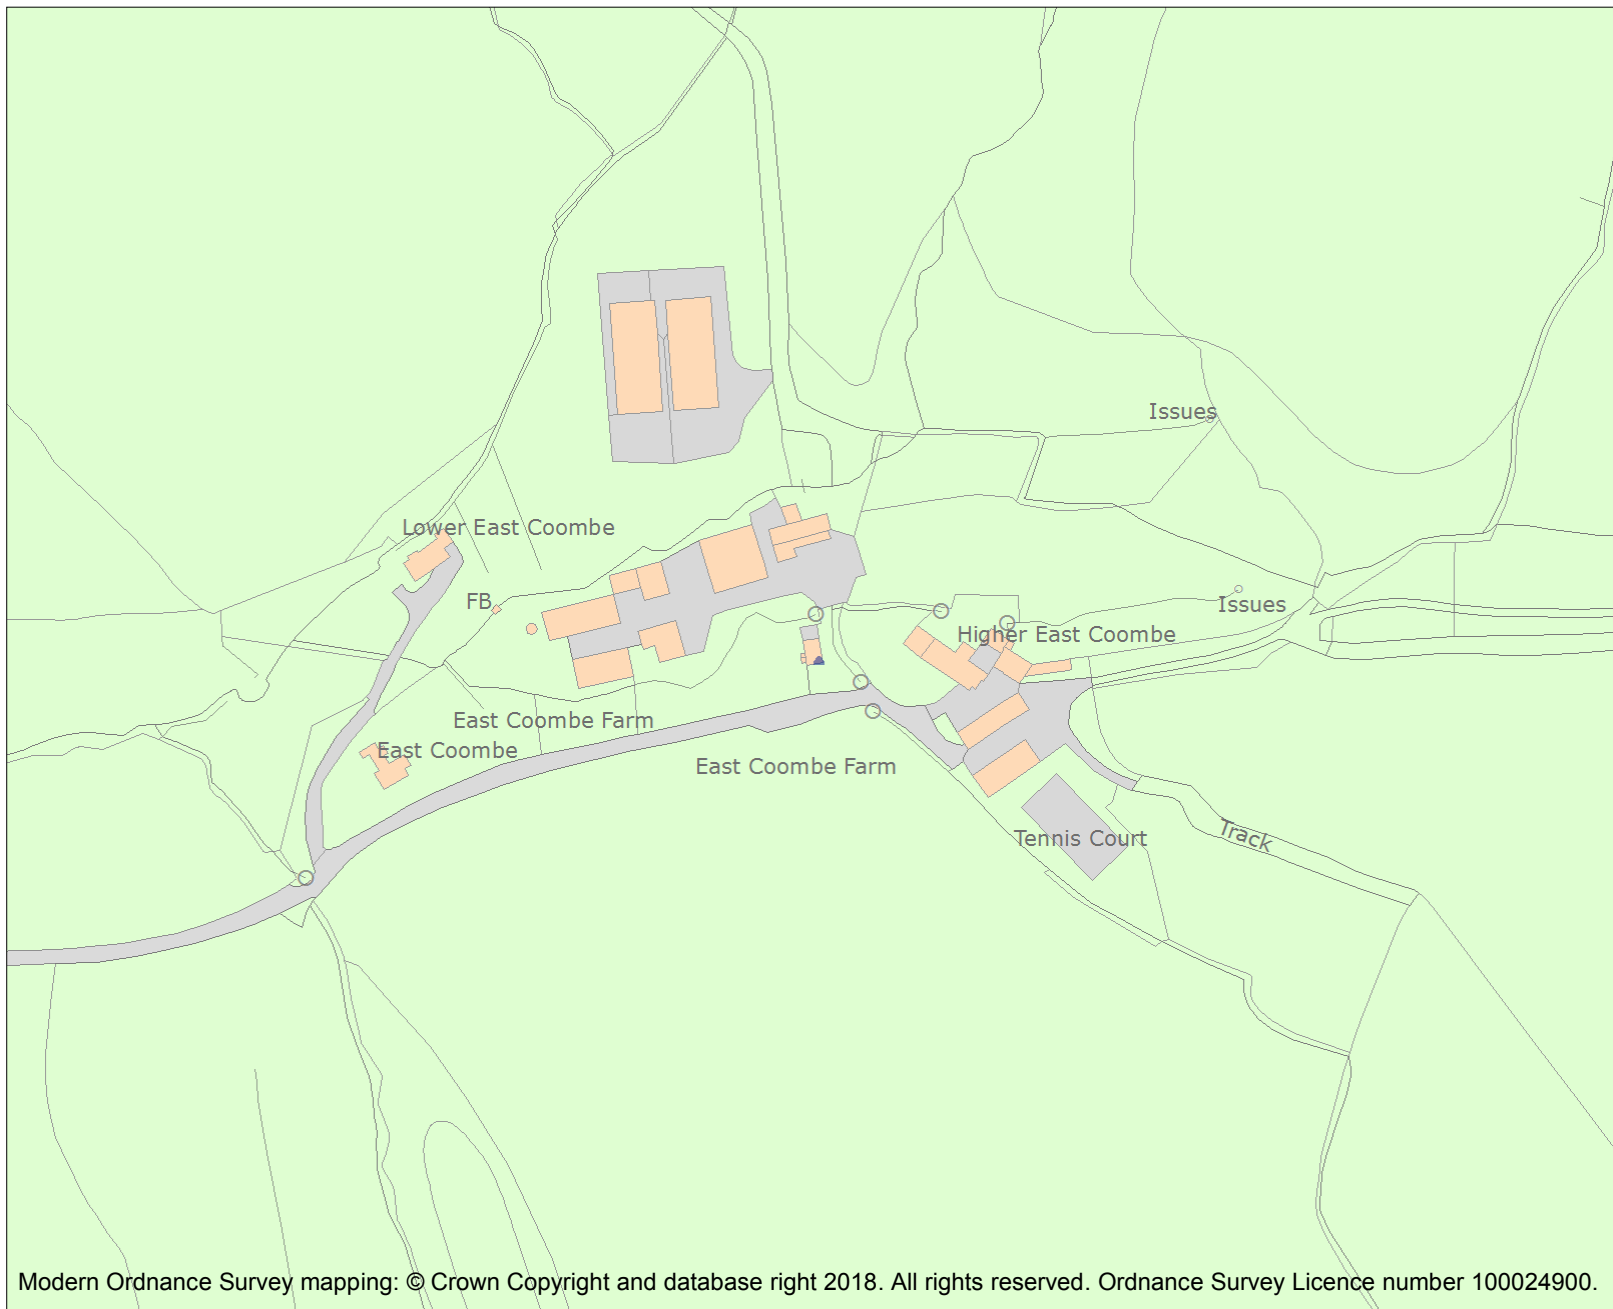 Issues
Lower East Coombe
FB
Issues
Higher East Coombe
East Coombe Farm
East Coombe
East Coombe Farm
Tennis Court
Track
Modern Ordnance Survey mapping: © Crown Copyright and database right 2018. All rights reserved. Ordnance Survey Licence number 100024900.